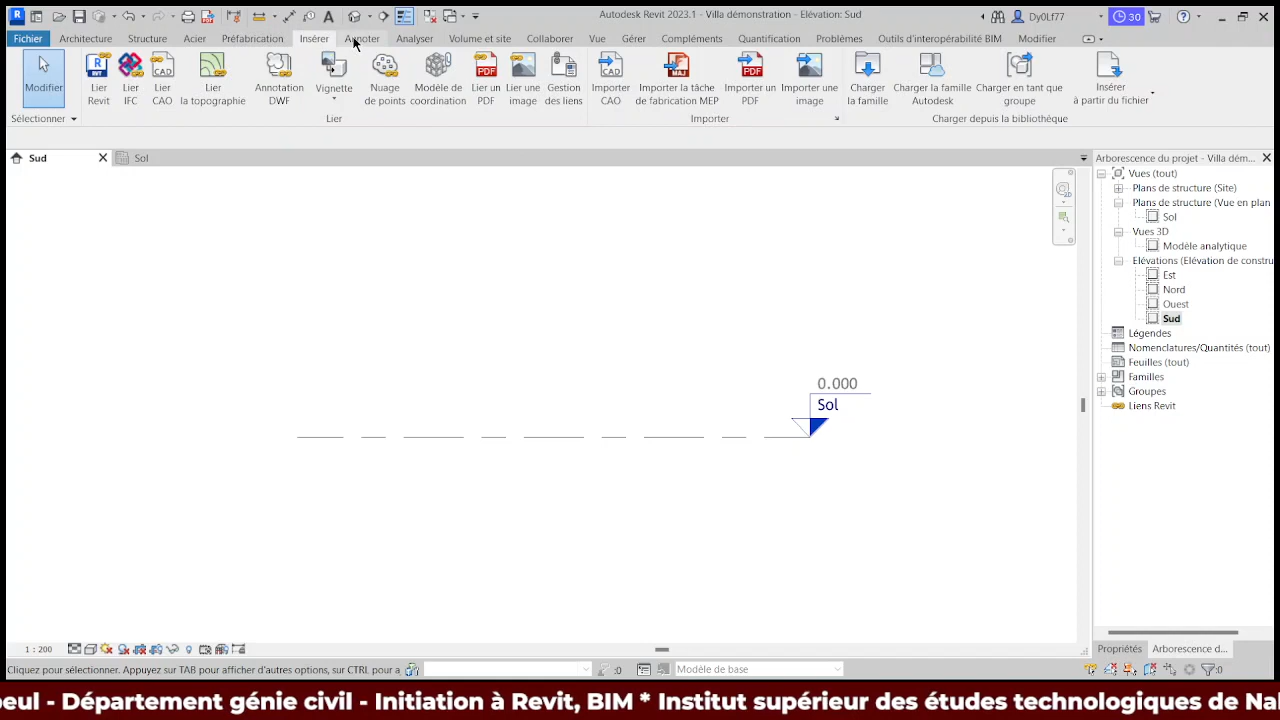 Autodesk Revit 2023.1 - Villa démonstration - Elévation: Sud
Dy0Lf77
30
Fichier Architecture Structure Acier Préfabrication Insérer Annoter Analyser Volume et site Collaborer Vue Gérer Compléments Quantification Problèmes Outils d'interopérabilité BIM Modifier
Modifier
Lier Revit
Lier IFC
Lier CAO
Lier la topographie
Annotation DWF
Vignette
Nuage de points
Modèle de coordination
Lier un PDF
Lier une image
Gestion des liens
Importer CAO
Importer la tâche de fabrication MEP
Importer un PDF
Importer une image
Charger la famille
Charger la famille Autodesk
Charger en tant que groupe
Insérer à partir du fichier
Sélectionner Lier Importer Charger depuis la bibliothèque
Sud
Sol
Arborescence du projet - Villa dém...
Vues (tout)
Plans de structure (Site)
Plans de structure (Vue en plan
Sol
Vues 3D
Modèle analytique
Elévations (Elévation de constru
Est
Nord
Ouest
Sud
Légendes
Nomenclatures/Quantités (tout)
Feuilles (tout)
Familles
Groupes
Liens Revit
0.000
Sol
1 : 200
Propriétés Arborescence d...
Cliquez pour sélectionner. Appuyez sur TAB pour afficher d'autres options, sur CTRL pour a
:0
Modèle de base
:0
peul - Département génie civil - Initiation à Revit, BIM * Institut supérieur des études technologiques de Na